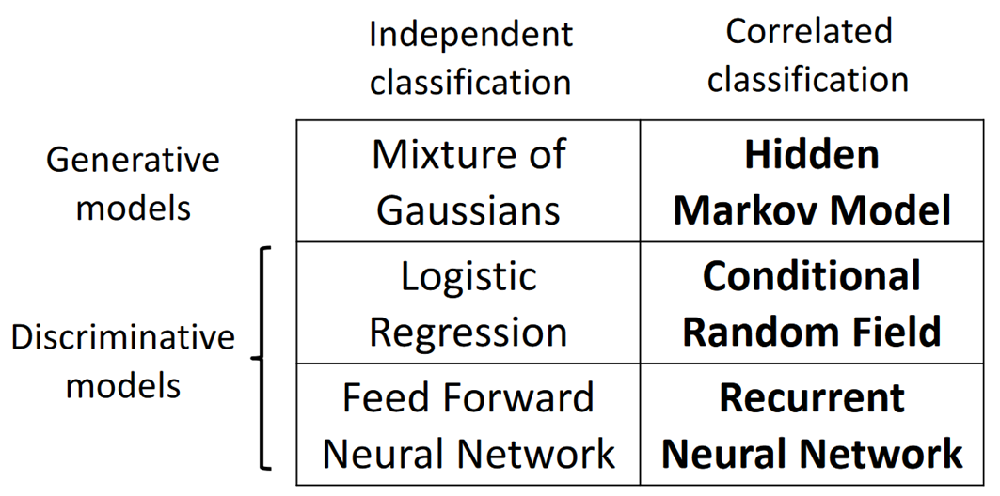 Independent
classification
Correlated
classification
Generative
models
Mixture of
Gaussians
Hidden
Markov Model
Discriminative
models
Logistic
Regression
Conditional
Random Field
Feed Forward
Neural Network
Recurrent
Neural Network